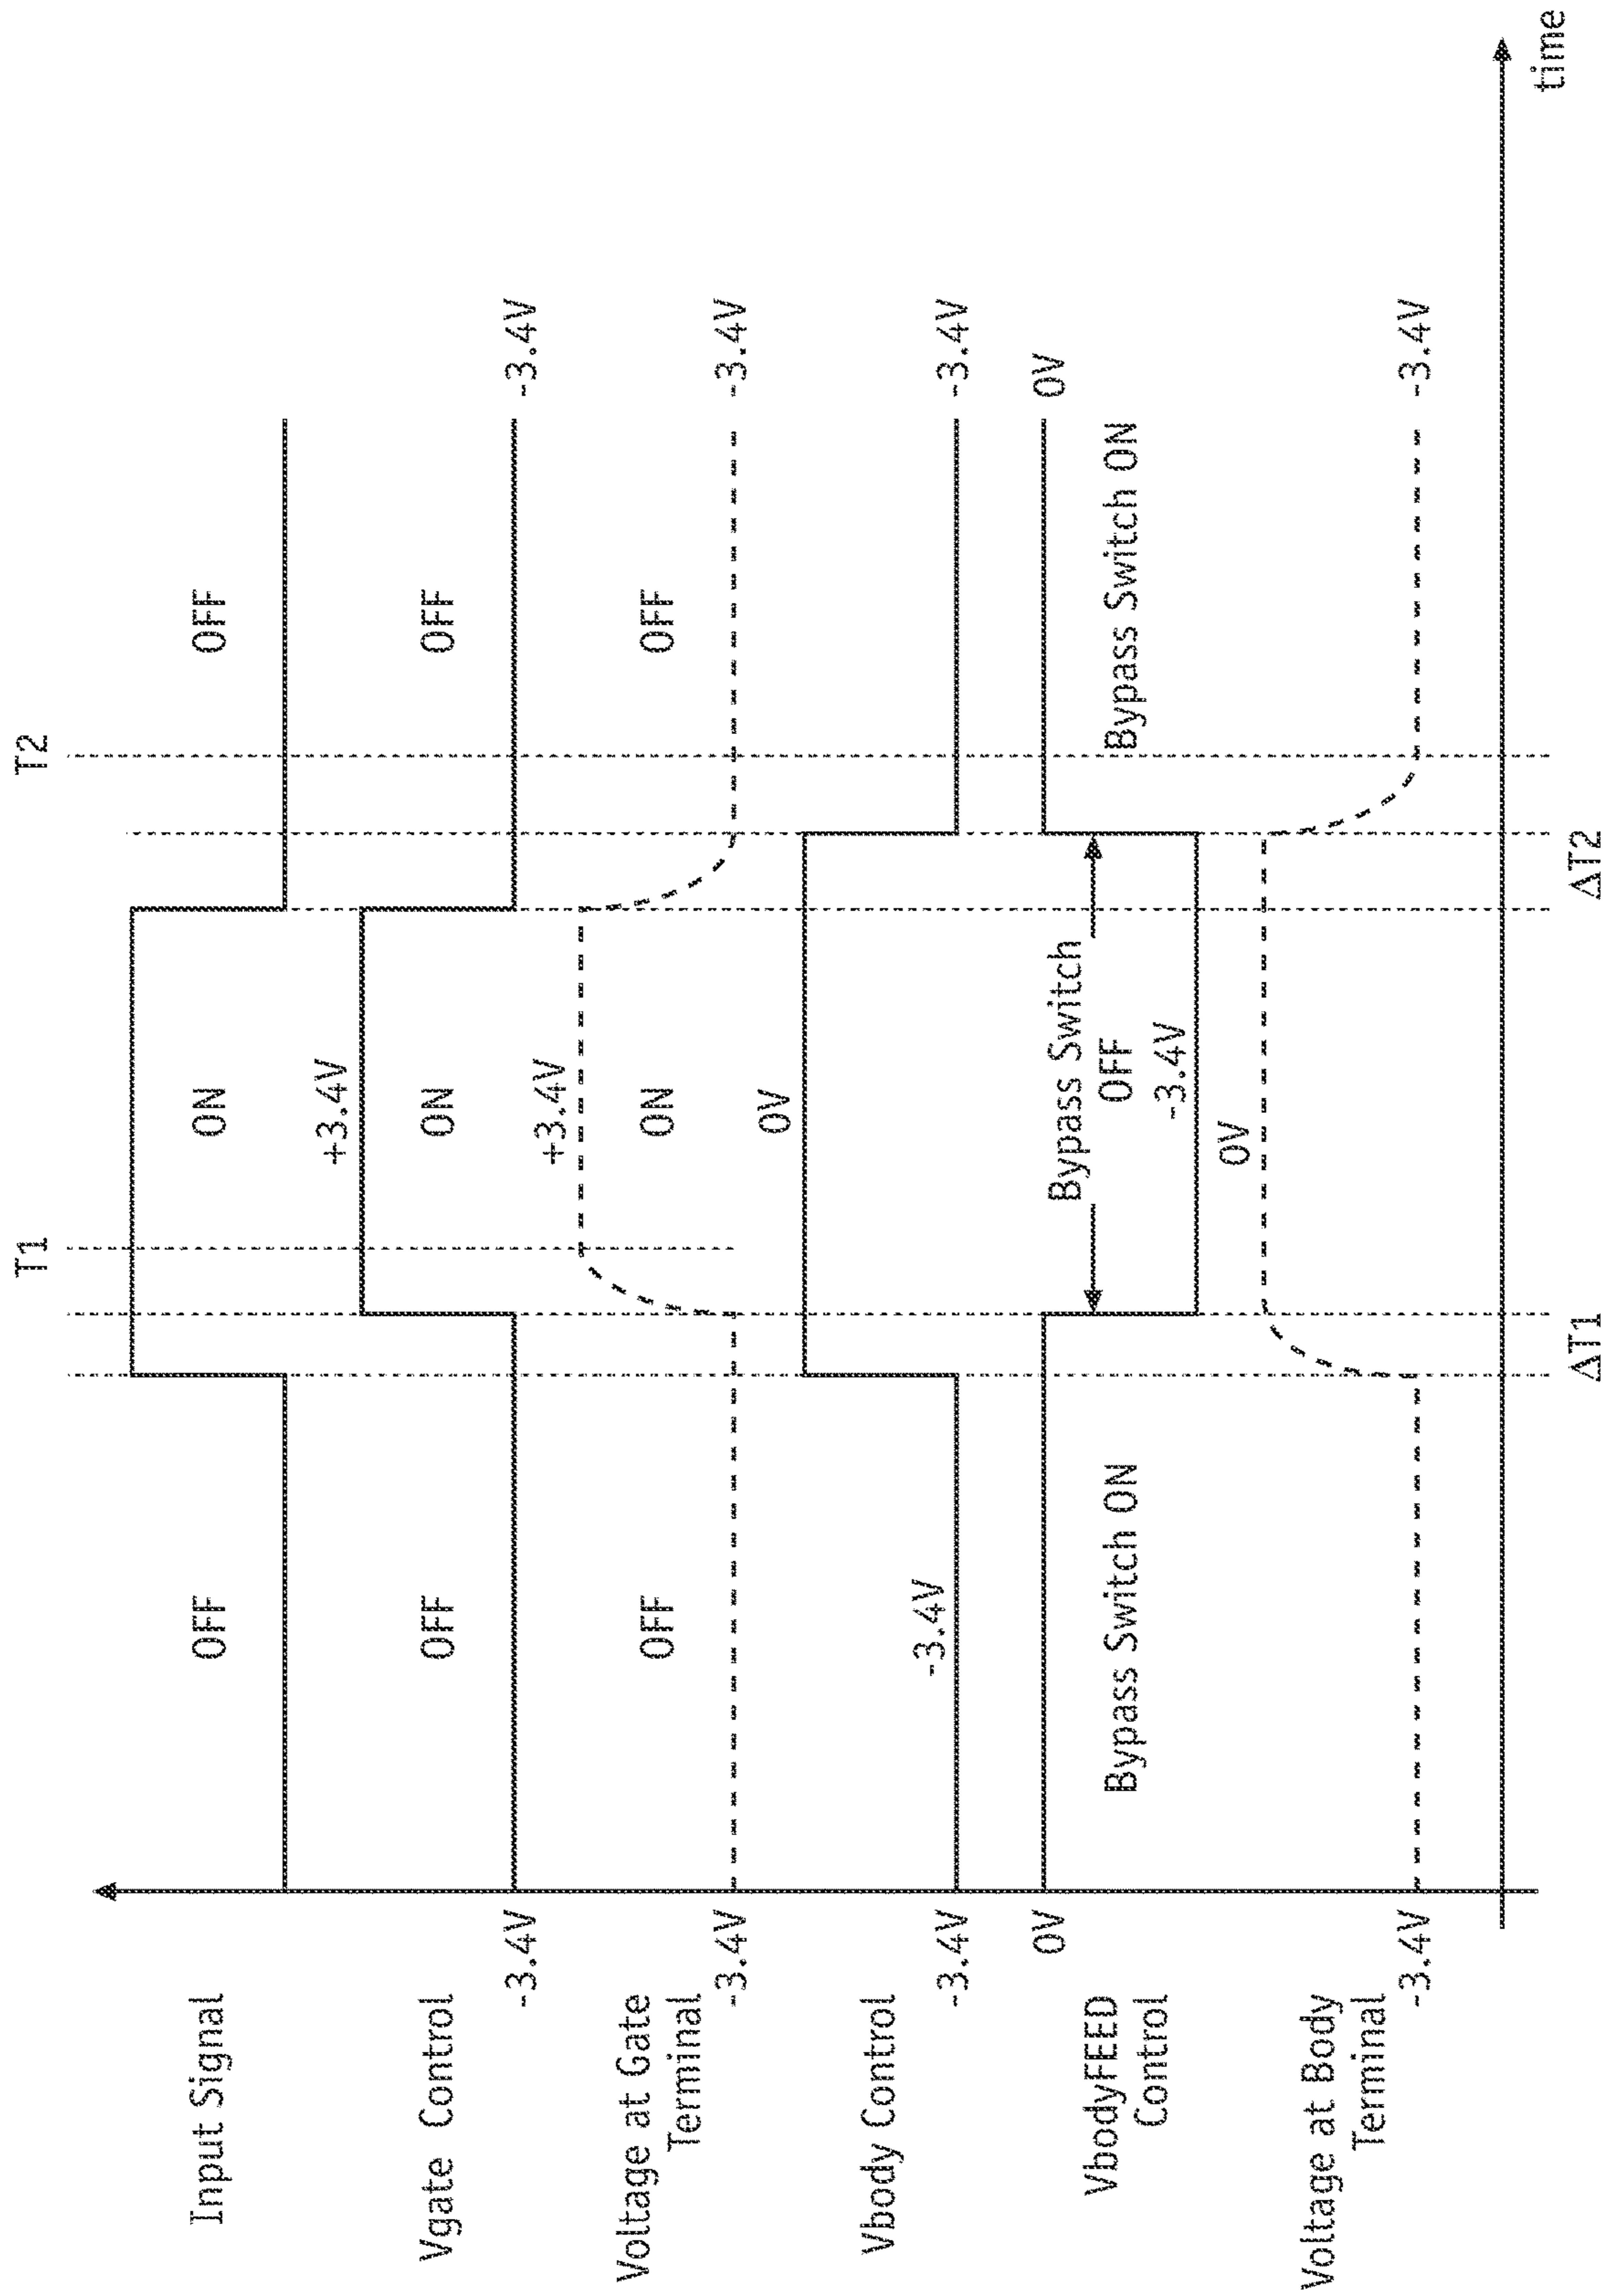 T1
T2
Input Signal
OFF
ON
OFF
+3.4V
Vgate Control
OFF
ON
OFF
-3.4V
-3.4V
+3.4V
Voltage at Gate
Terminal
OFF
ON
OFF
-3.4V
-3.4V
0V
Vbody Control
-3.4V
-3.4V
-3.4V
0V
0V
VbodyFEED
Control
Bypass Switch ON
Bypass Switch
OFF
-3.4V
Bypass Switch ON
0V
Voltage at Body
Terminal
-3.4V
-3.4V
time
ΔT1
ΔT2